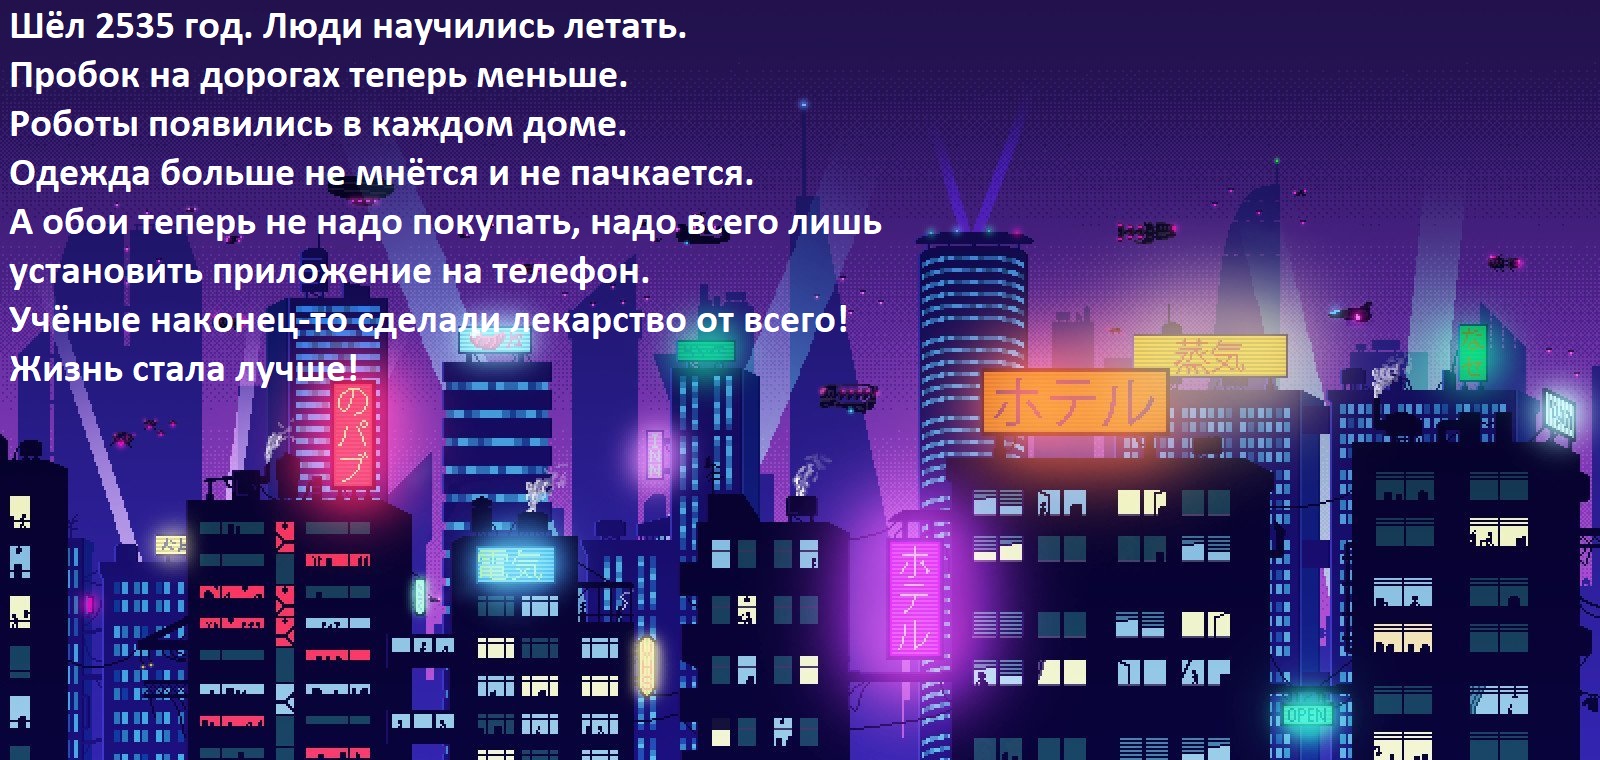 Шёл 2535 год. Люди научились летать.
Пробок на дорогах теперь меньше.
Роботы появились в каждом доме.
Одежда больше не мнётся и не пачкается.
А обои теперь не надо покупать, надо всего лишь
установить приложение на телефон.
Учёные наконец-то сделали лекарство от всего!
Жизнь стала лучше!
のパブ
INN
ホテル
蒸気
電気
ホテル
OPEN